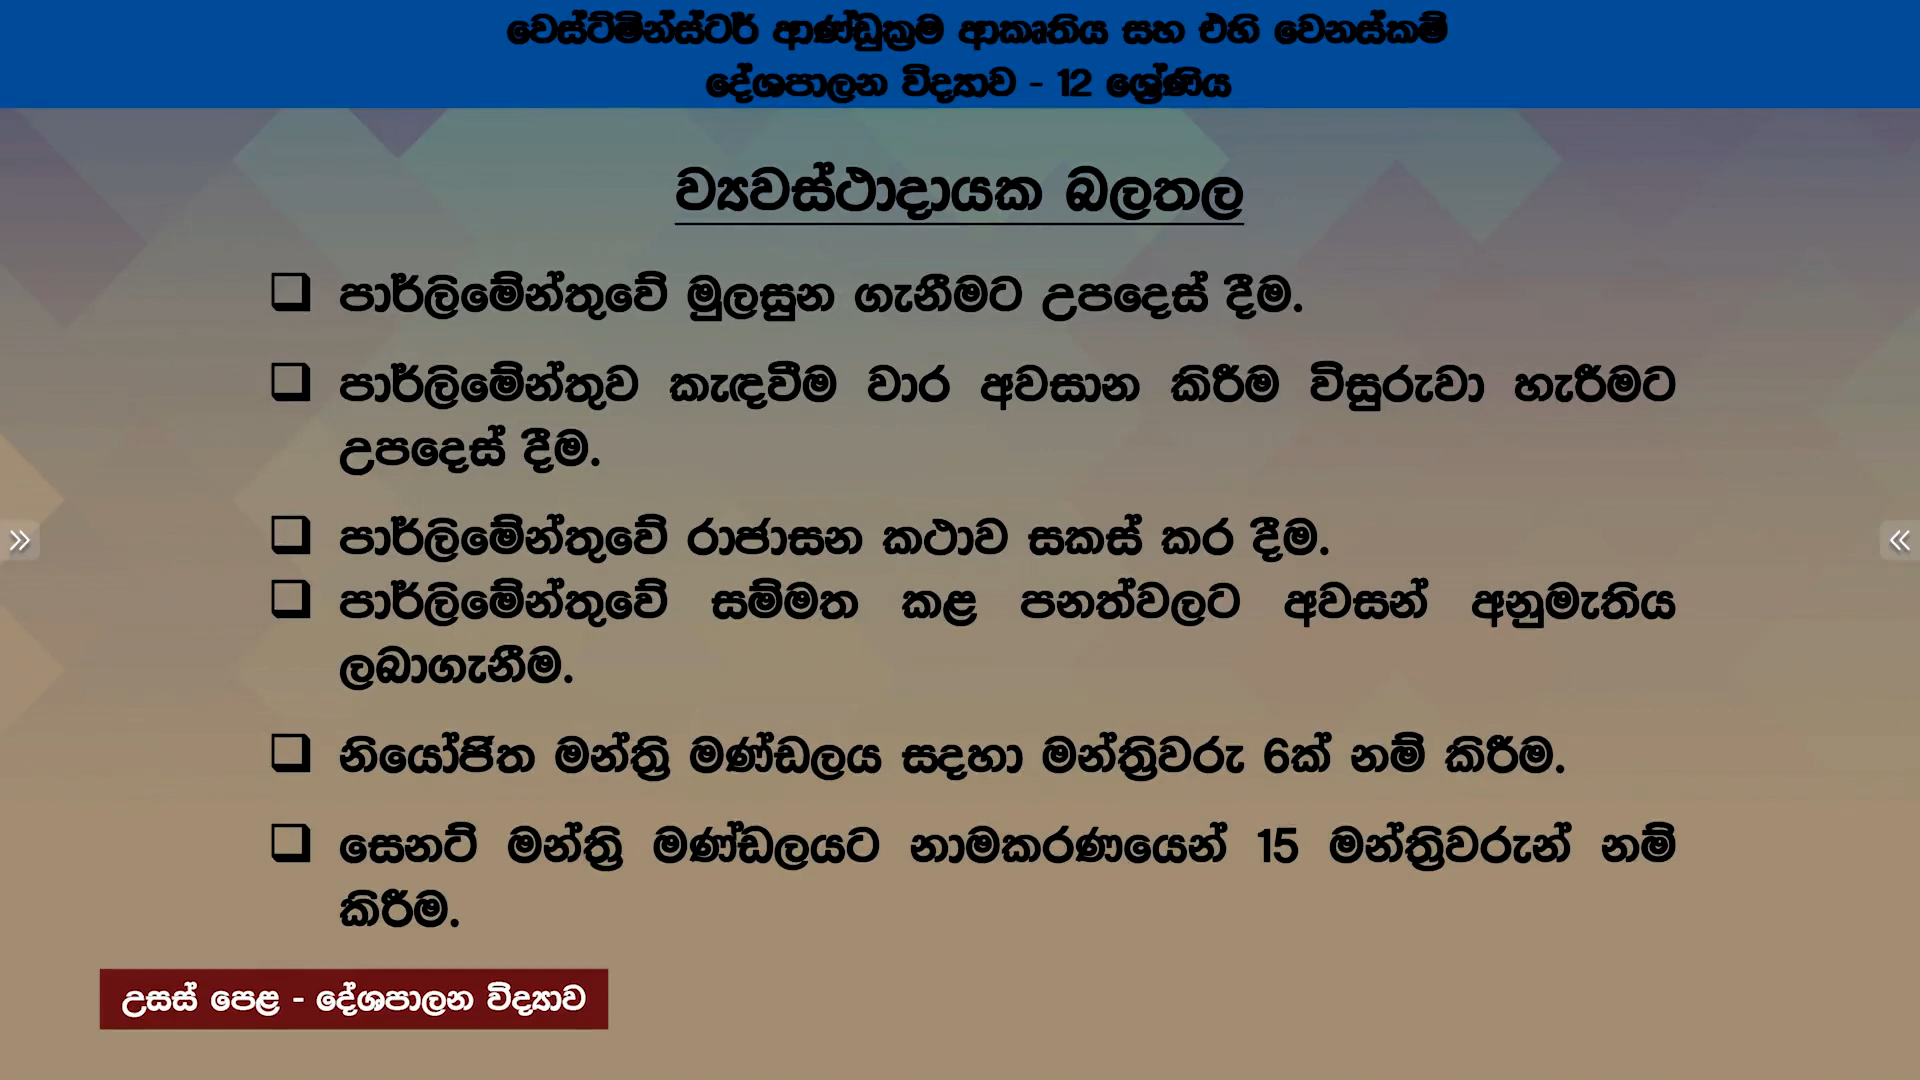 වෙස්ට්මින්ස්ටර් ආණ්ඩුක්‍රම ආකෘතිය සහ එහි වෙනස්කම්
දේශපාලන විද්‍යාව - 12 ශ්‍රේණිය
ව්‍යවස්ථාදායක බලතල
❑ පාර්ලිමේන්තුවේ මුලසුන ගැනීමට උපදෙස් දීම.
❑ පාර්ලිමේන්තුව කැඳවීම වාර අවසාන කිරීම විසුරුවා හැරීමට
උපදෙස් දීම.
❑ පාර්ලිමේන්තුවේ රාජාසන කථාව සකස් කර දීම.
❑ පාර්ලිමේන්තුවේ සම්මත කළ පනත්වලට අවසන් අනුමැතිය
ලබාගැනීම.
❑ නියෝජිත මන්ත්‍රි මණ්ඩලය සඳහා මන්ත්‍රිවරු 6ක් නම් කිරීම.
❑ සෙනට් මන්ත්‍රි මණ්ඩලයට නාමකරණයෙන් 15 මන්ත්‍රිවරුන් නම්
කිරීම.
උසස් පෙළ - දේශපාලන විද්‍යාව